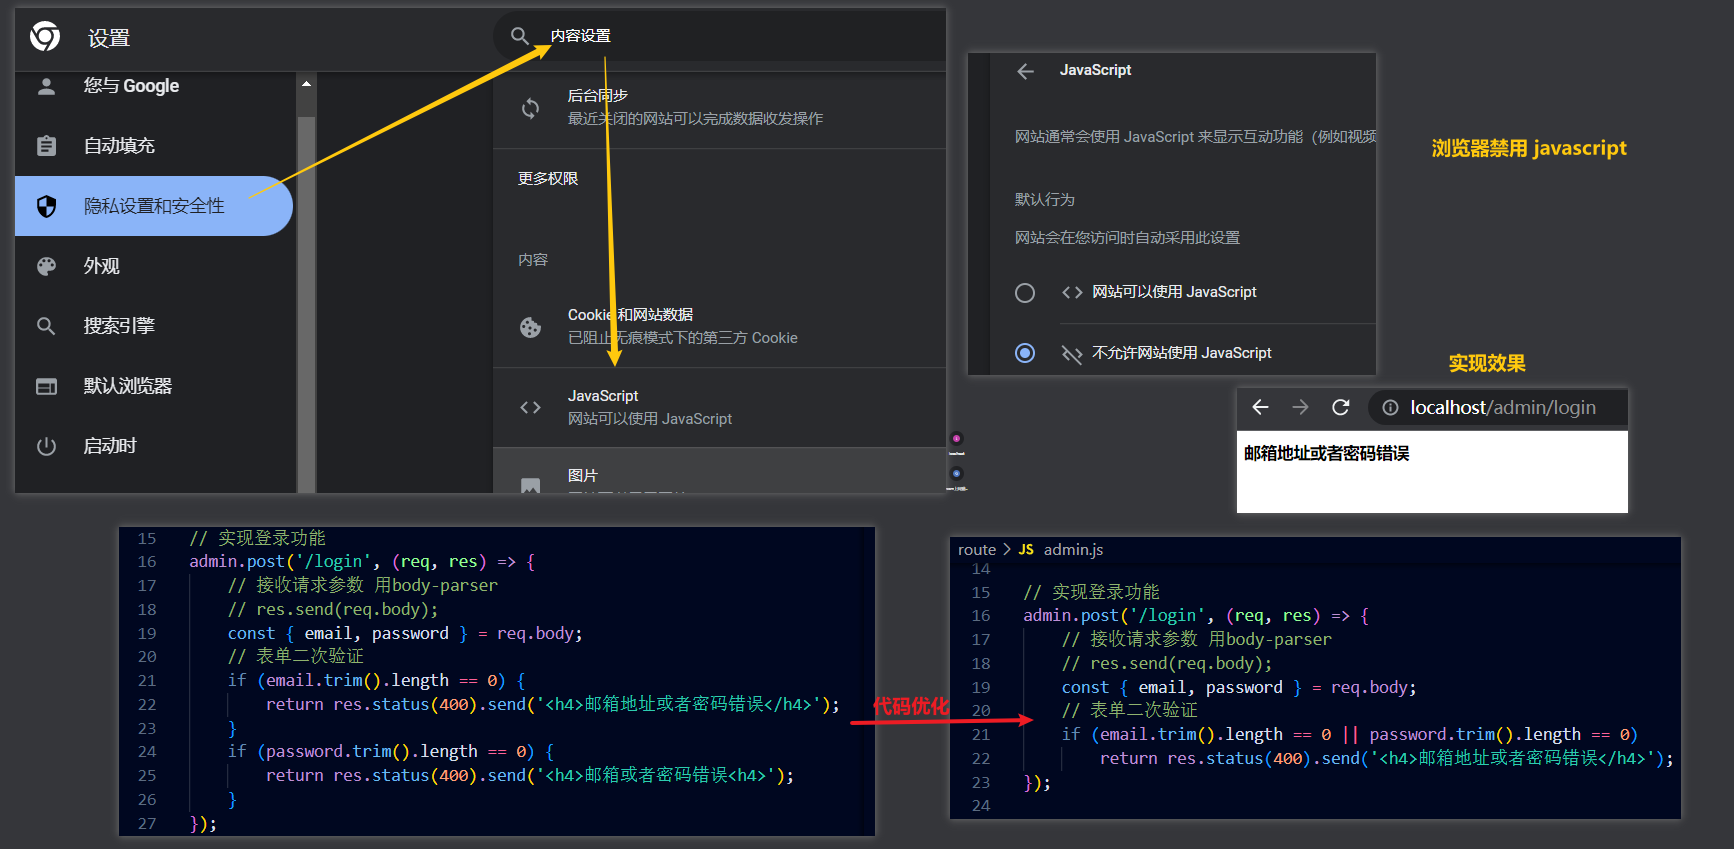 设置
内容设置
您与 Google
自动填充
隐私设置和安全性
外观
搜索引擎
默认浏览器
启动时
后台同步
最近关闭的网站可以完成数据收发操作
更多权限
内容
Cookie 和网站数据
已阻止无痕模式下的第三方 Cookie
JavaScript
网站可以使用 JavaScript
图片
JavaScript
网站通常会使用 JavaScript 来显示互动功能（例如视频
默认行为
网站会在您访问时自动采用此设置
网站可以使用 JavaScript
不允许网站使用 JavaScript
浏览器禁用 javascript
实现效果
localhost/admin/login
邮箱地址或者密码错误
15 // 实现登录功能
16 admin.post('/login', (req, res) => {
17 // 接收请求参数 用body-parser
18 // res.send(req.body);
19 const { email, password } = req.body;
20 // 表单二次验证
21 if (email.trim().length == 0) {
22 return res.status(400).send('<h4>邮箱地址或者密码错误</h4>');
23 }
24 if (password.trim().length == 0) {
25 return res.status(400).send('<h4>邮箱或者密码错误<h4>');
26 }
27 });
代码优化
route > JS admin.js
14
15 // 实现登录功能
16 admin.post('/login', (req, res) => {
17 // 接收请求参数 用body-parser
18 // res.send(req.body);
19 const { email, password } = req.body;
20 // 表单二次验证
21 if (email.trim().length == 0 || password.trim().length == 0)
22 return res.status(400).send('<h4>邮箱地址或者密码错误</h4>');
23 });
24